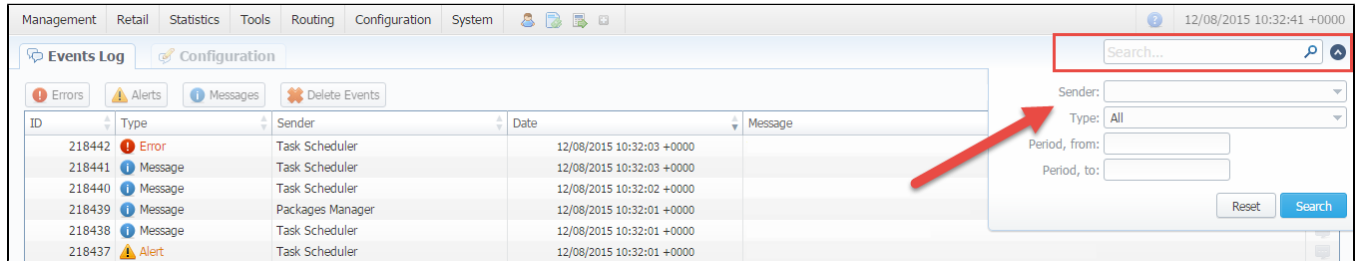 Management Retail Statistics Tools Routing Configuration System 12/08/2015 10:32:41 +0000
Events Log Configuration Search...
Errors Alerts Messages Delete Events
Sender:
Type: All
Period, from:
Period, to:
Reset Search
ID Type Sender Date Message
218442 Error Task Scheduler 12/08/2015 10:32:03 +0000
218441 Message Task Scheduler 12/08/2015 10:32:03 +0000
218440 Message Task Scheduler 12/08/2015 10:32:02 +0000
218439 Message Packages Manager 12/08/2015 10:32:01 +0000
218438 Message Task Scheduler 12/08/2015 10:32:01 +0000
218437 Alert Task Scheduler 12/08/2015 10:32:01 +0000